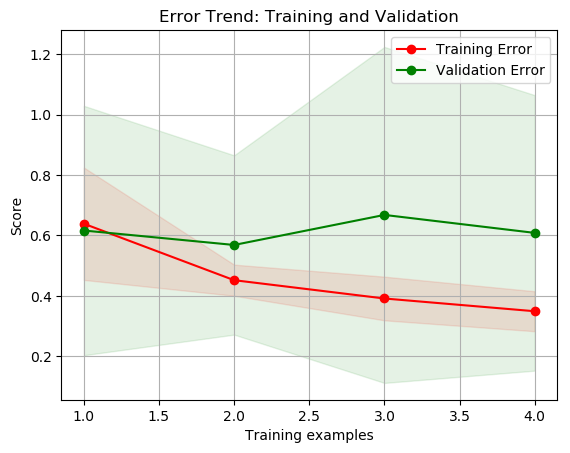 Error Trend: Training and Validation
Training Error
Validation Error
1.2
1.0
0.8
0.6
0.4
0.2
Score
1.0 1.5 2.0 2.5 3.0 3.5 4.0
Training examples